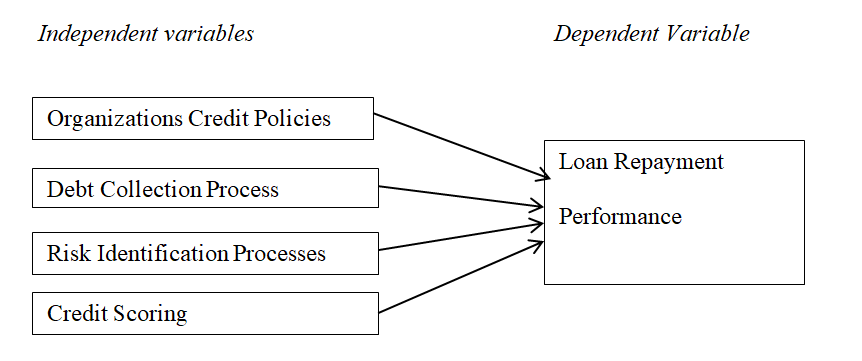 Independent variables
Dependent Variable
Organizations Credit Policies
Debt Collection Process
Risk Identification Processes
Credit Scoring
Loan Repayment
Performance